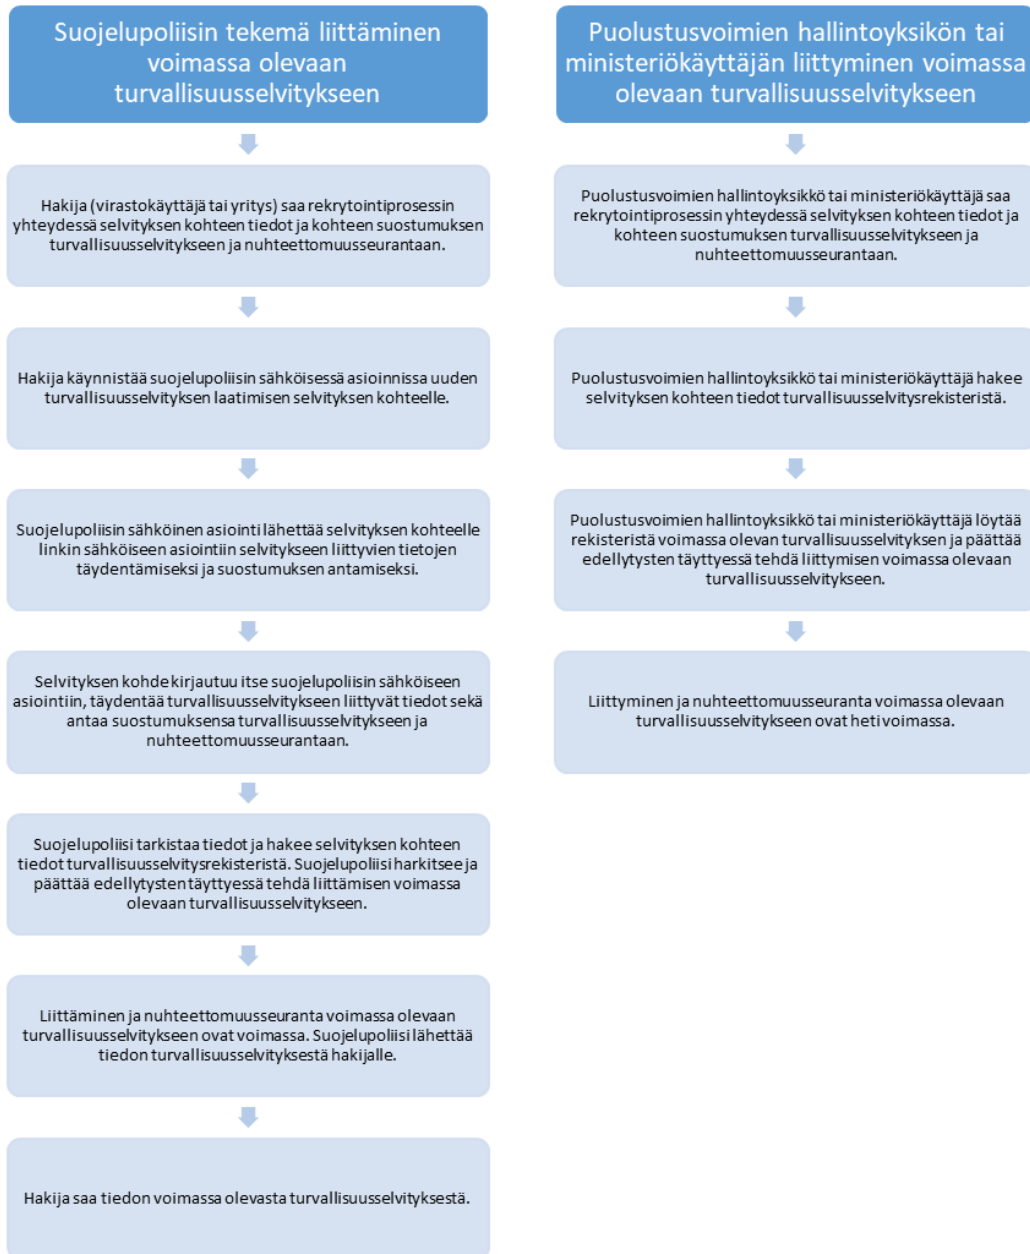 Suojelupoliisin tekemä liittäminen
voimassa olevaan
turvallisuusselvitykseen
Hakija (virastokäyttäjä tai yritys) saa rekrytointiprosessin
yhteydessä selvityksen kohteen tiedot ja kohteen suostumuksen
turvallisuusselvitykseen ja nuhteettomuusseurantaan.
Hakija käynnistää suojelupoliisin sähköisessä asioinnissa uuden
turvallisuusselvityksen laatimisen selvityksen kohteelle.
Suojelupoliisin sähköinen asiointi lähettää selvityksen kohteelle
linkin sähköiseen asiointiin selvitykseen liittyvien tietojen
täydentämiseksi ja suostumuksen antamiseksi.
Selvityksen kohde kirjautuu itse suojelupoliisin sähköiseen
asiointiin, täydentää turvallisuusselvitykseen liittyvät tiedot sekä
antaa suostumuksensa turvallisuusselvitykseen ja
nuhteettomuusseurantaan.
Suojelupoliisi tarkistaa tiedot ja hakee selvityksen kohteen
tiedot turvallisuusselvitysrekisteristä. Suojelupoliisi harkitsee ja
päättää edellytysten täyttyessä tehdä liittämisen voimassa
olevaan turvallisuusselvitykseen.
Liittäminen ja nuhteettomuusseuranta voimassa olevaan
turvallisuusselvitykseen ovat voimassa. Suojelupoliisi lähettää
tiedon turvallisuusselvityksestä hakijalle.
Hakija saa tiedon voimassa olevasta turvallisuusselvityksestä.
Puolustusvoimien hallintoyksikön tai
ministeriökäyttäjän liittyminen voimassa
olevaan turvallisuusselvitykseen
Puolustusvoimien hallintoyksikkö tai ministeriökäyttäjä saa
rekrytointiprosessin yhteydessä selvityksen kohteen tiedot ja
kohteen suostumuksen turvallisuusselvitykseen ja
nuhteettomuusseurantaan.
Puolustusvoimien hallintoyksikkö tai ministeriökäyttäjä hakee
selvityksen kohteen tiedot turvallisuusselvitysrekisteristä.
Puolustusvoimien hallintoyksikkö tai ministeriökäyttäjä löytää
rekisteristä voimassa olevan turvallisuusselvityksen ja päättää
edellytysten täyttyessä tehdä liittymisen voimassa olevaan
turvallisuusselvitykseen.
Liittyminen ja nuhteettomuusseuranta voimassa olevaan
turvallisuusselvitykseen ovat heti voimassa.